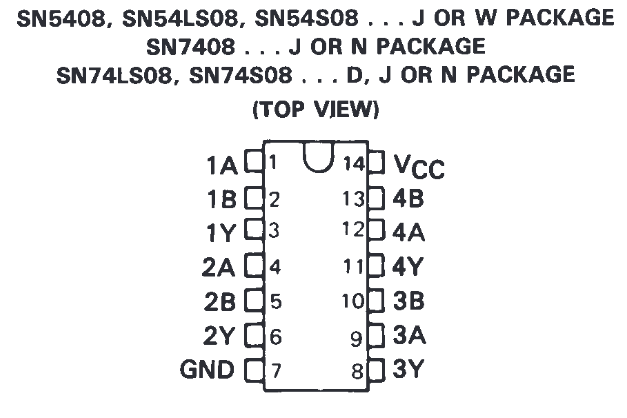 SN5408, SN54LS08, SN54S08 . . . J OR W PACKAGE
SN7408 . . . J OR N PACKAGE
SN74LS08, SN74S08 . . . D, J OR N PACKAGE
(TOP VIEW)
1A 1 14 VCC
1B 2 13 4B
1Y 3 12 4A
2A 4 11 4Y
2B 5 10 3B
2Y 6 9 3A
GND 7 8 3Y